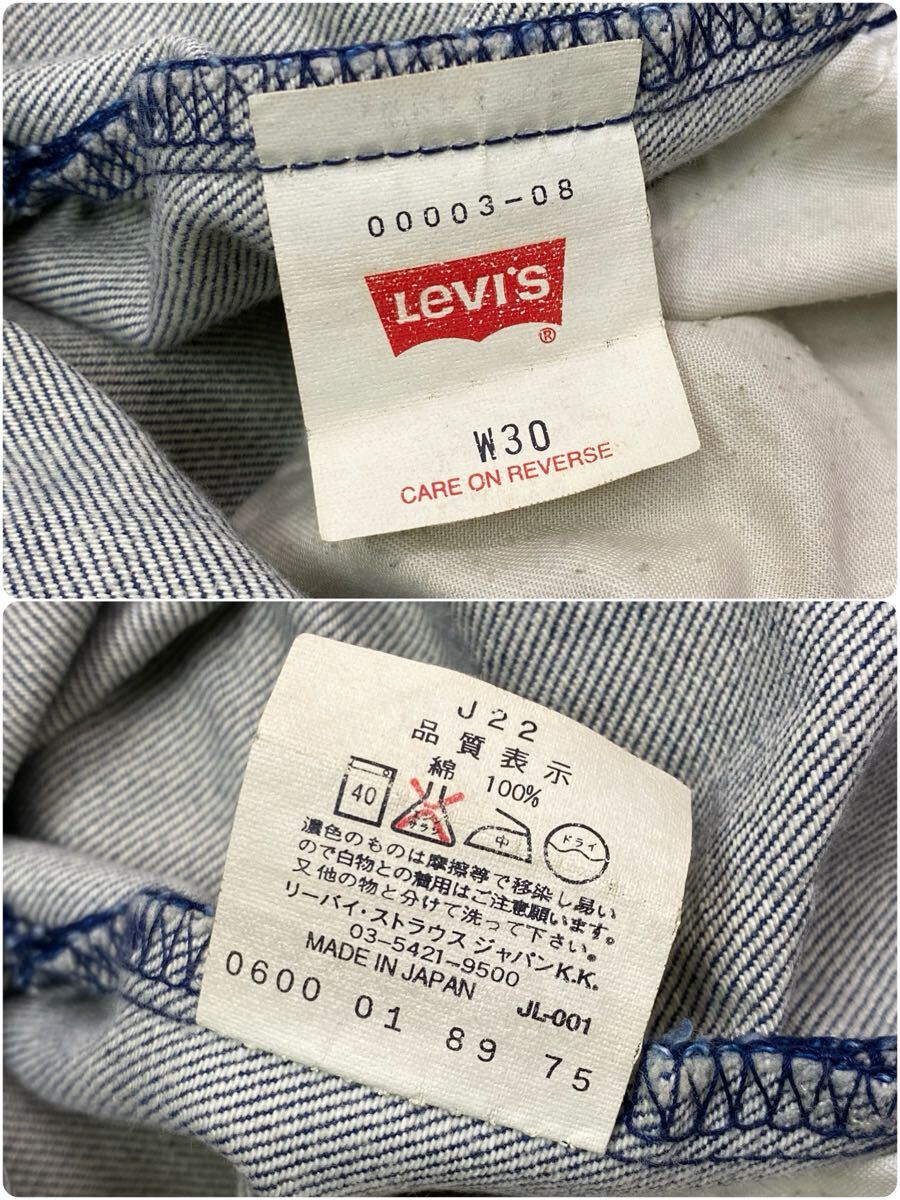 00003-08
Levi's
®
W30
CARE ON REVERSE
J22
品質表示
綿 100%
40
サラシ
中
ドライ
濃色のものは摩擦等で移染し易い
ので白物との着用はご注意願います。
又他の物と分けて洗って下さい。
リーバイ・ストラウス ジャパンK.K.
03-5421-9500
MADE IN JAPAN
JL-001
0600 01 89 75